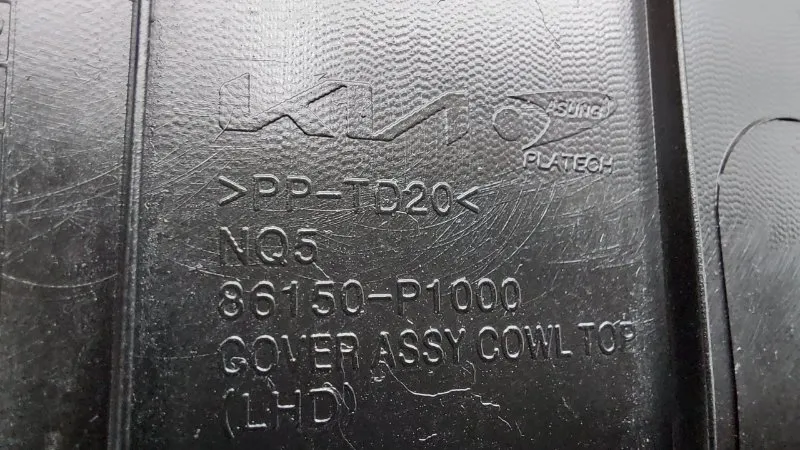 KIA
ASUNG
PLATECH
>PP-TD20<
NQ5
86150-P1000
COVER ASSY COWL TOP
(LHD)